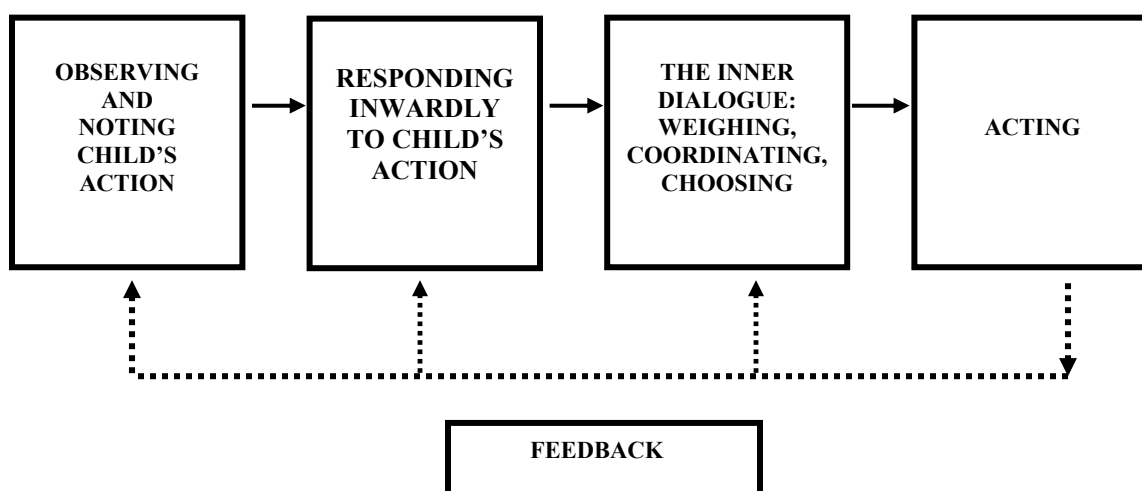 OBSERVING
AND
NOTING
CHILD’S
ACTION
RESPONDING
INWARDLY
TO CHILD’S
ACTION
THE INNER
DIALOGUE:
WEIGHING,
COORDINATING,
CHOOSING
ACTING
FEEDBACK